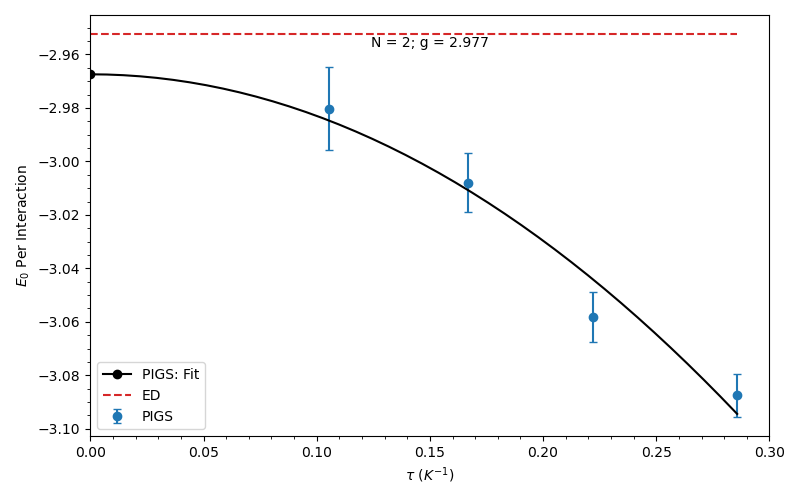 N = 2; g = 2.977
−2.96
−2.98
−3.00
−3.02
−3.04
−3.06
−3.08
−3.10
E₀ Per Interaction
PIGS: Fit
ED
PIGS
0.00 0.05 0.10 0.15 0.20 0.25 0.30
τ (K⁻¹)